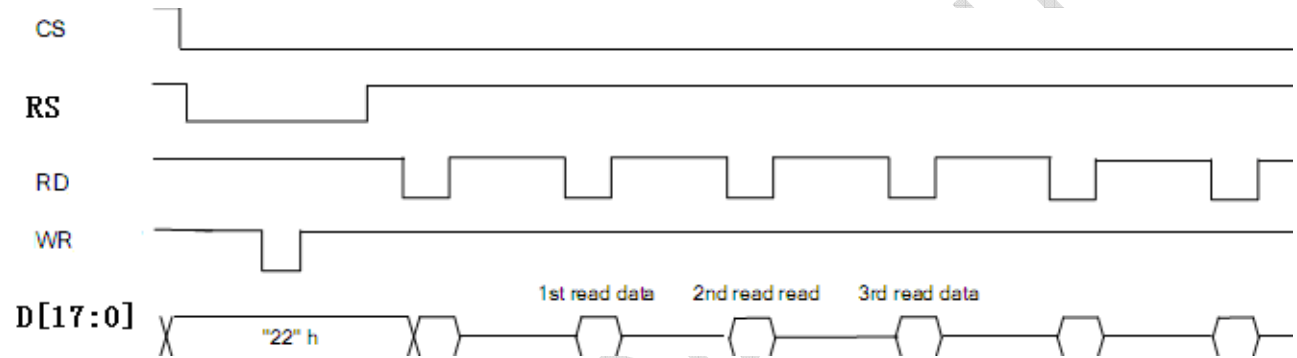 CS
RS
RD
WR
1st read data 2nd read read 3rd read data
D[17:0]
"22" h